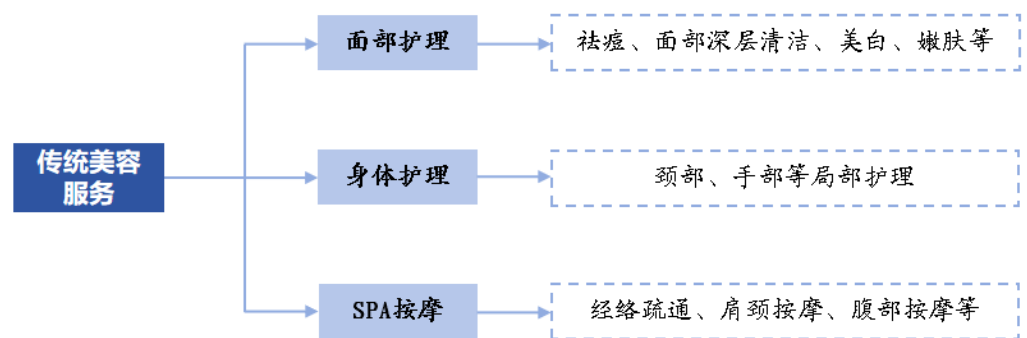 面部护理
祛痘、面部深层清洁、美白、嫩肤等
传统美容
服务
身体护理
颈部、手部等局部护理
SPA按摩
经络疏通、肩颈按摩、腹部按摩等